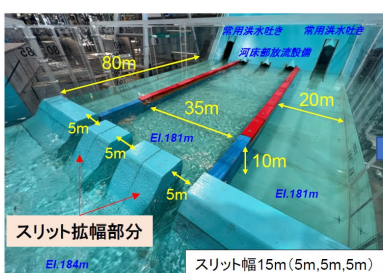 常用洪水吐き
常用洪水吐き
河床部放流設備
80m
35m
20m
5m
El.181m
5m
10m
5m
El.181m
スリット拡幅部分
El.184m
スリット幅15m(5m,5m,5m)